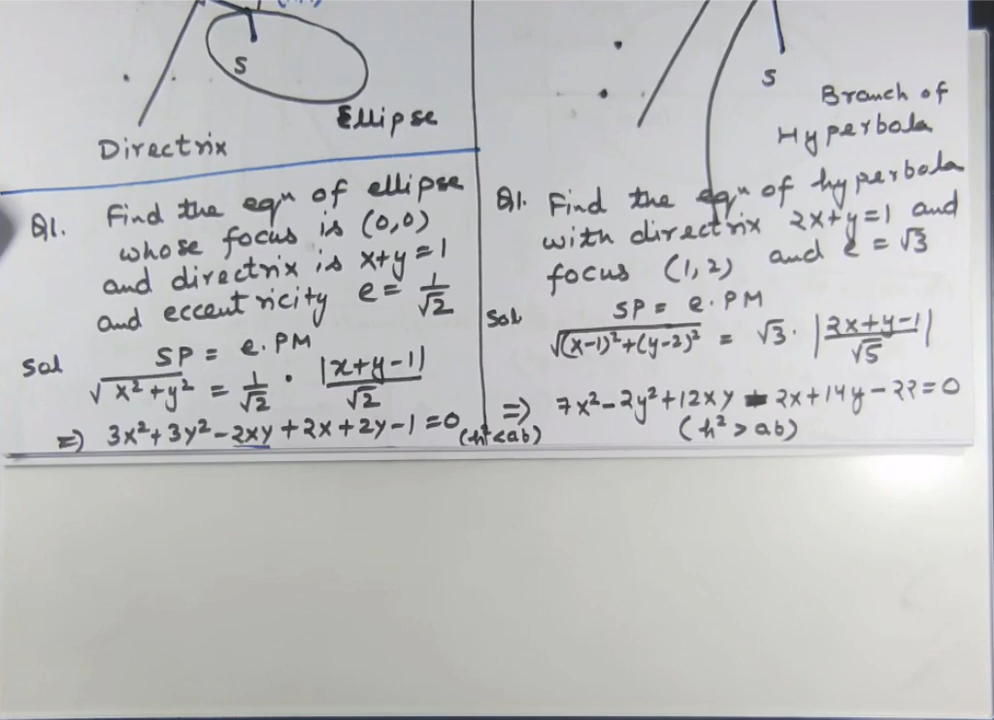 S
Ellipse
Directrix
Q1. Find the eqn of ellipse
whose focus is (0,0)
and directrix is x+y=1
and eccentricity e = 1/√2
Sol SP = e.PM
√x²+y² = 1/√2 · |x+y-1|/√2
=) 3x²+3y²-2xy+2x+2y-1=0 (h²<ab)
S
Branch of
Hyperbola
Q1. Find the eqn of hyperbola
with directrix 2x+y=1 and
focus (1,2) and e = √3
Sol SP = e.PM
√(x-1)²+(y-2)² = √3 · |2x+y-1/√5|
=) 7x²-2y²+12xy - 2x+14y-22=0
(h²>ab)